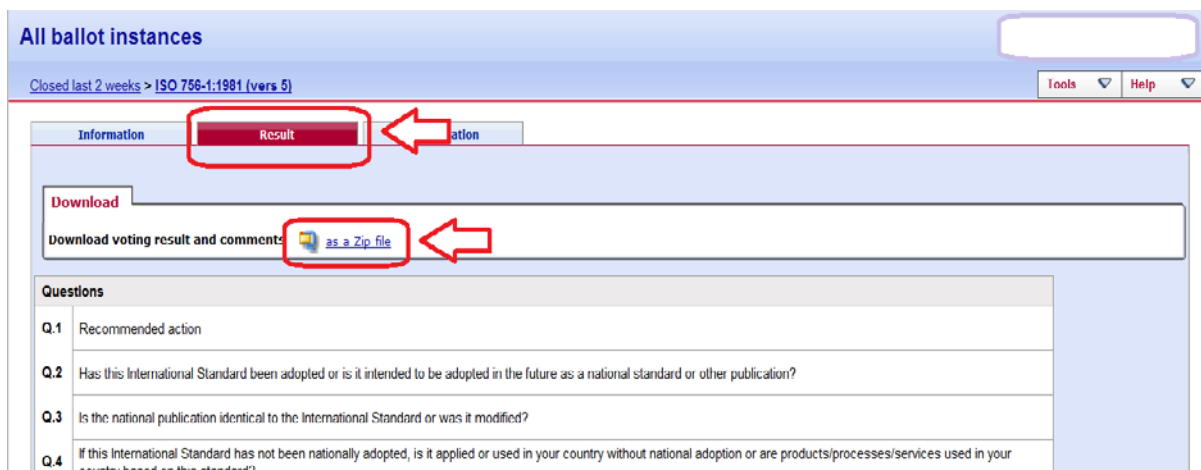 All ballot instances
Closed last 2 weeks > ISO 756-1:1981 (vers 5)
Tools Help
Information Result ation
Download
Download voting result and comments as a Zip file
Questions
Q.1 Recommended action
Q.2 Has this International Standard been adopted or is it intended to be adopted in the future as a national standard or other publication?
Q.3 Is the national publication identical to the International Standard or was it modified?
Q.4 If this International Standard has not been nationally adopted, is it applied or used in your country without national adoption or are products/processes/services used in your
country based on this standard?